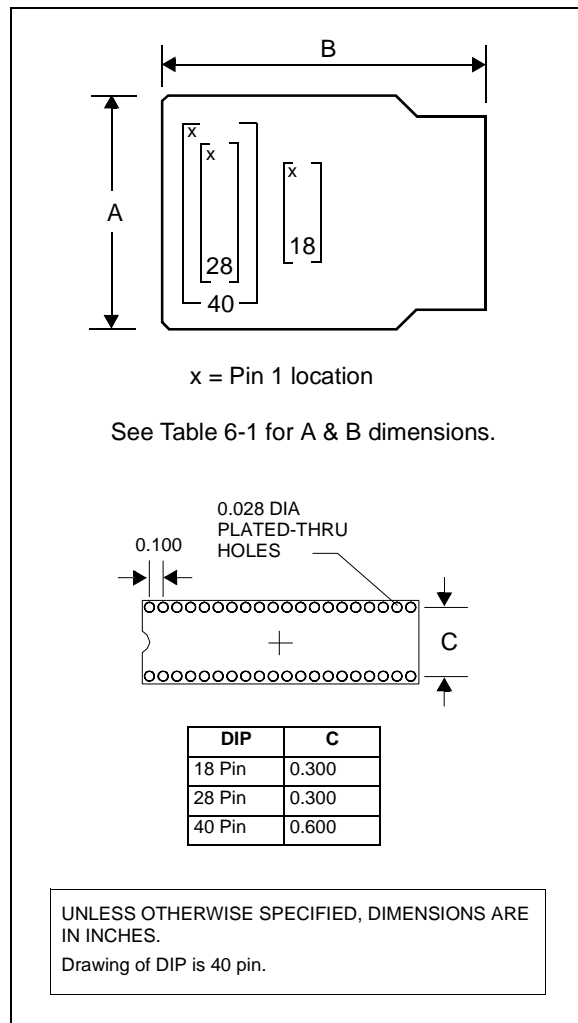 B
A
x
x
x
28
18
40
x = Pin 1 location
See Table 6-1 for A & B dimensions.
0.028 DIA
PLATED-THRU
HOLES
0.100
C
DIP C
18 Pin 0.300
28 Pin 0.300
40 Pin 0.600
UNLESS OTHERWISE SPECIFIED, DIMENSIONS ARE
IN INCHES.
Drawing of DIP is 40 pin.